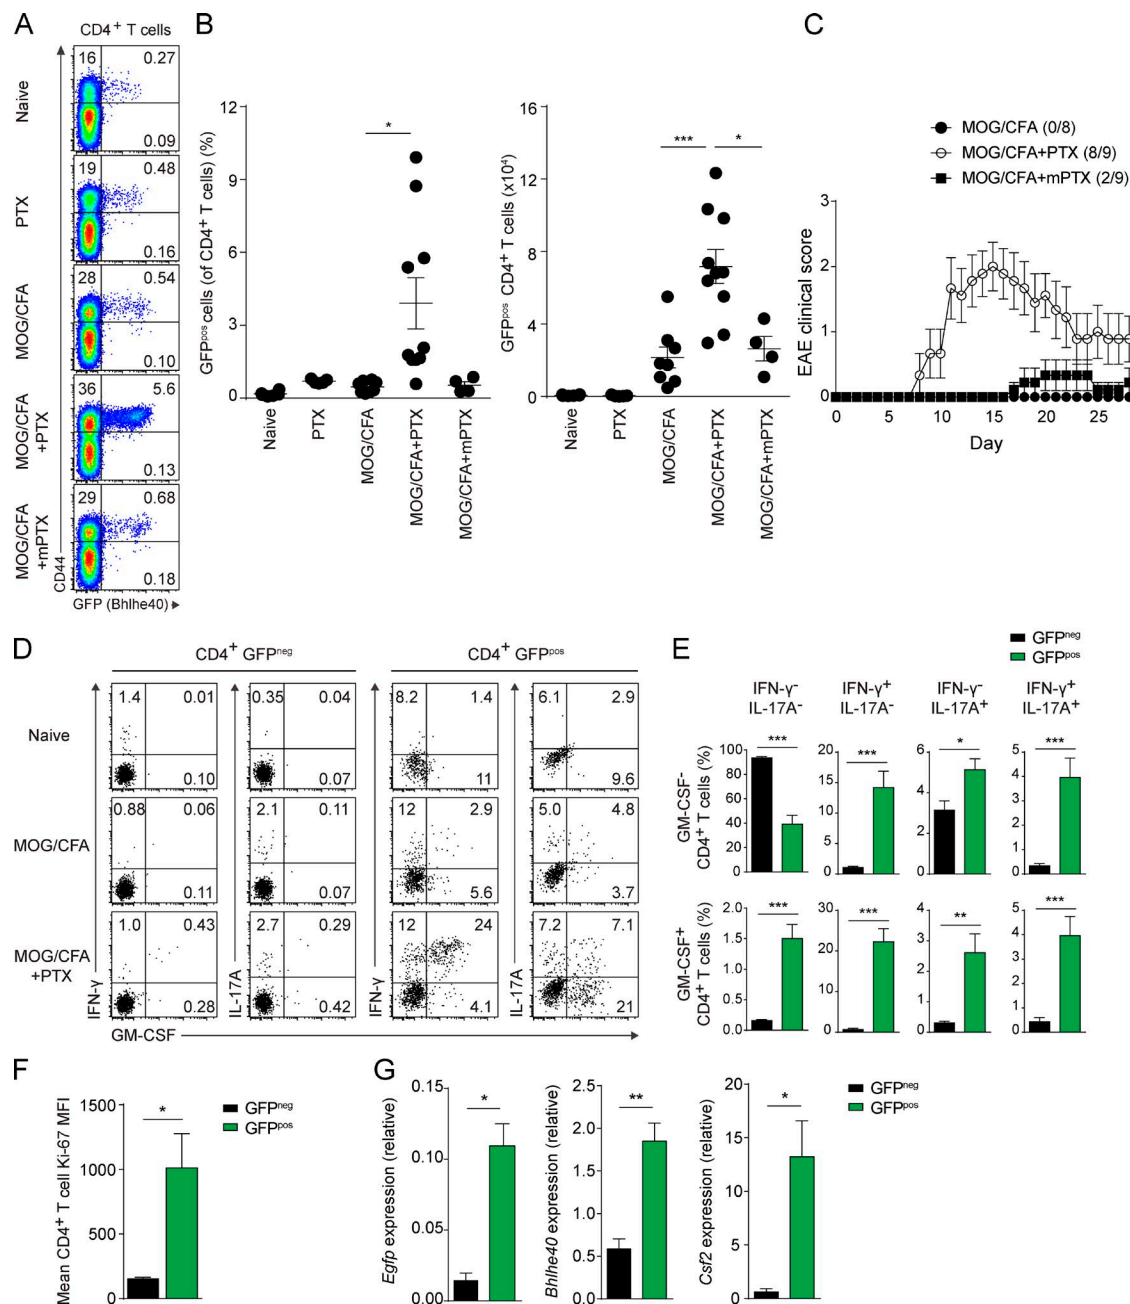 A
CD4+ T cells
Naive
16
0.27
0.09
PTX
19
0.48
0.16
MOG/CFA
28
0.54
0.10
MOG/CFA
+PTX
36
5.6
0.13
MOG/CFA
+mPTX
29
0.68
0.18
CD44
GFP (Bhlhe40)
B
GFPpos cells (of CD4+ T cells) (%)
12
9
6
3
0
*
Naive
PTX
MOG/CFA
MOG/CFA+PTX
MOG/CFA+mPTX
GFPpos CD4+ T cells (x10⁴)
16
12
8
4
0
***
*
Naive
PTX
MOG/CFA
MOG/CFA+PTX
MOG/CFA+mPTX
C
MOG/CFA (0/8)
MOG/CFA+PTX (8/9)
MOG/CFA+mPTX (2/9)
EAE clinical score
3
2
1
0
0 5 10 15 20 25
Day
D
CD4+ GFPneg
CD4+ GFPpos
Naive
1.4 0.01
0.10
0.35 0.04
0.07
8.2 1.4
11
6.1 2.9
9.6
MOG/CFA
0.88 0.06
0.11
2.1 0.11
0.07
12 2.9
5.6
5.0 4.8
3.7
MOG/CFA
+PTX
1.0 0.43
0.28
2.7 0.29
0.42
12 24
4.1
7.2 7.1
21
IFN-γ
IL-17A
IFN-γ
IL-17A
GM-CSF
E
GFPneg
GFPpos
IFN-γ-
IL-17A-
IFN-γ+
IL-17A-
IFN-γ-
IL-17A+
IFN-γ+
IL-17A+
GM-CSF-
CD4+ T cells (%)
100
80
60
40
20
0
***
20
15
10
5
0
***
6
4
2
0
*
5
4
3
2
1
0
***
GM-CSF+
CD4+ T cells (%)
2.0
1.5
1.0
0.5
0.0
***
30
20
10
0
***
4
3
2
1
0
**
5
4
3
2
1
0
***
F
Mean CD4+ T cell Ki-67 MFI
1500
1000
500
0
*
GFPneg
GFPpos
G
Egfp expression (relative)
0.15
0.10
0.05
0.00
*
Bhlhe40 expression (relative)
2.5
2.0
1.5
1.0
0.5
0.0
**
Csf2 expression (relative)
20
15
10
5
0
*
GFPneg
GFPpos